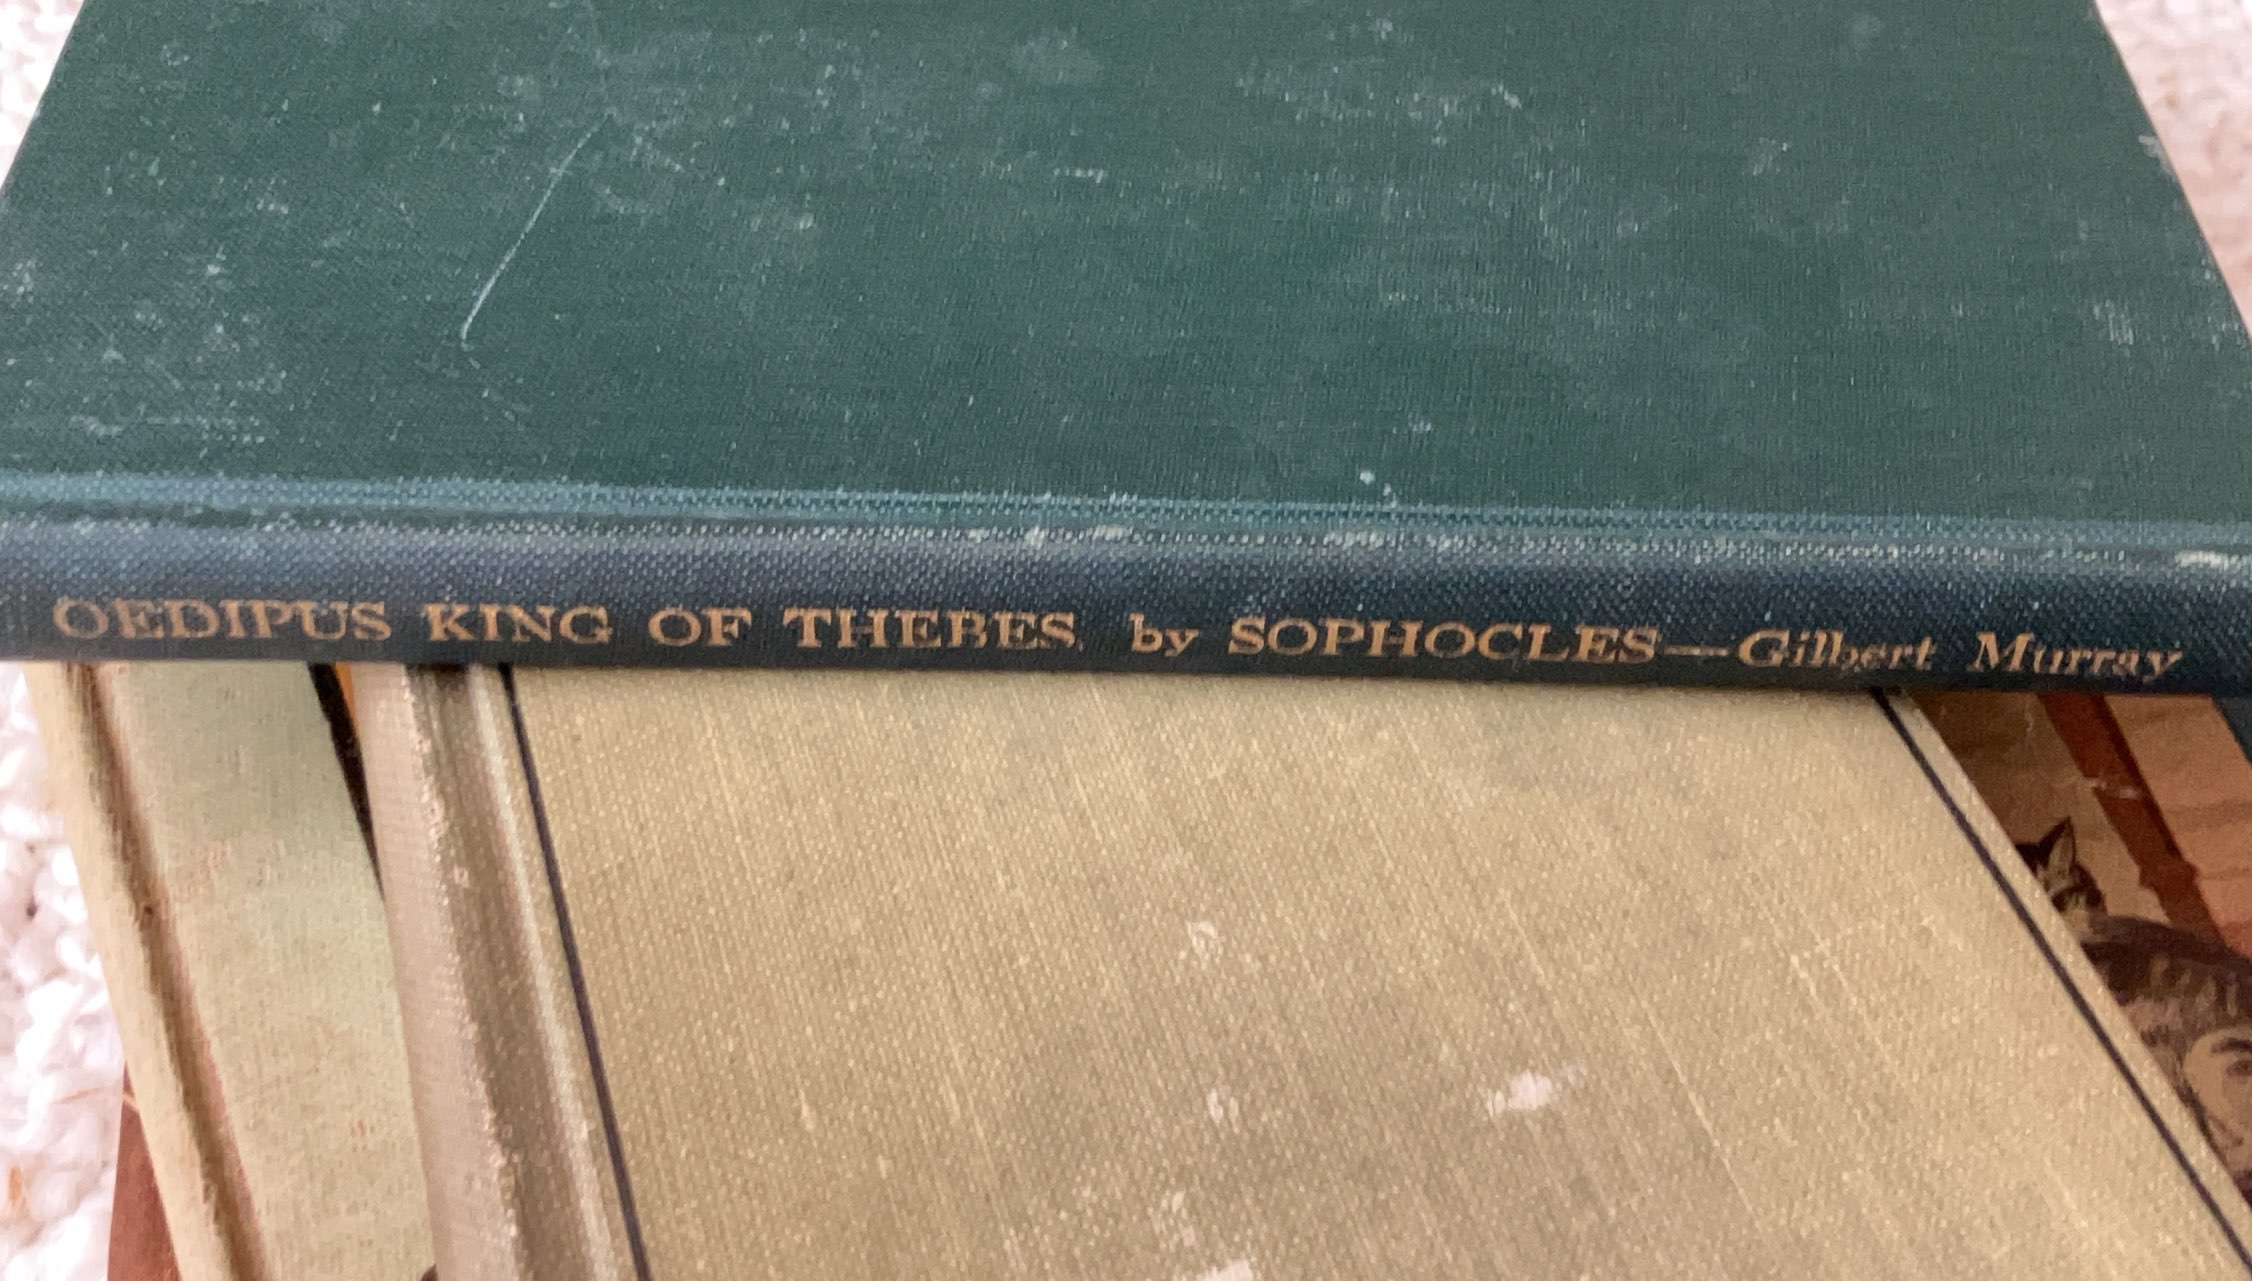 OEDIPUS KING OF THEBES. by SOPHOCLES—Gilbert Murray